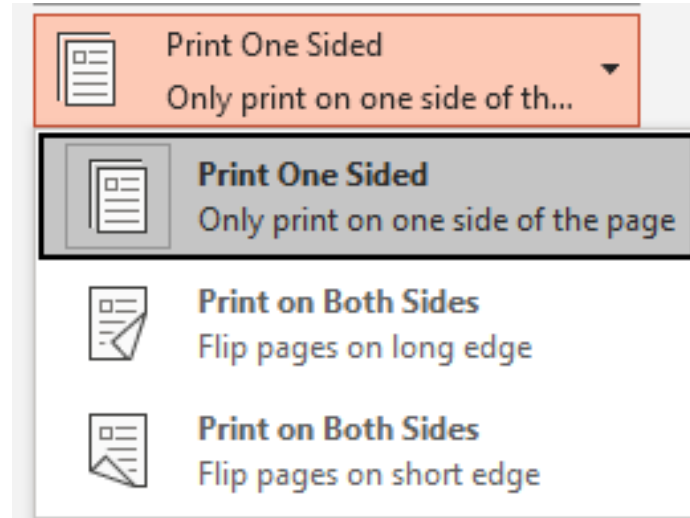 Print One Sided
Only print on one side of th...
Print One Sided
Only print on one side of the page
Print on Both Sides
Flip pages on long edge
Print on Both Sides
Flip pages on short edge